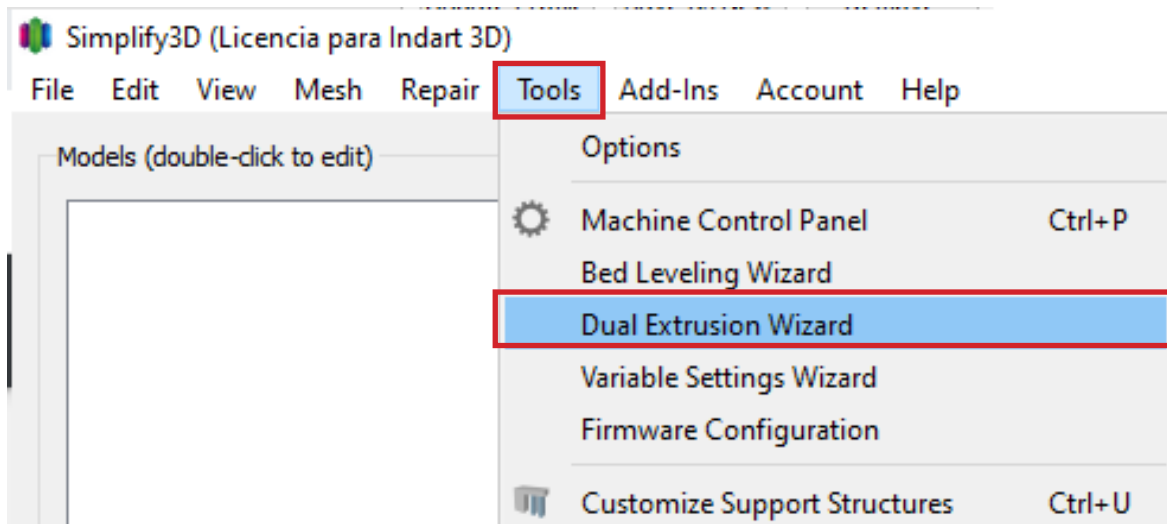 Simplify3D (Licencia para Indart 3D)
File Edit View Mesh Repair Tools Add-Ins Account Help
Models (double-click to edit)
Options
Machine Control Panel Ctrl+P
Bed Leveling Wizard
Dual Extrusion Wizard
Variable Settings Wizard
Firmware Configuration
Customize Support Structures Ctrl+U